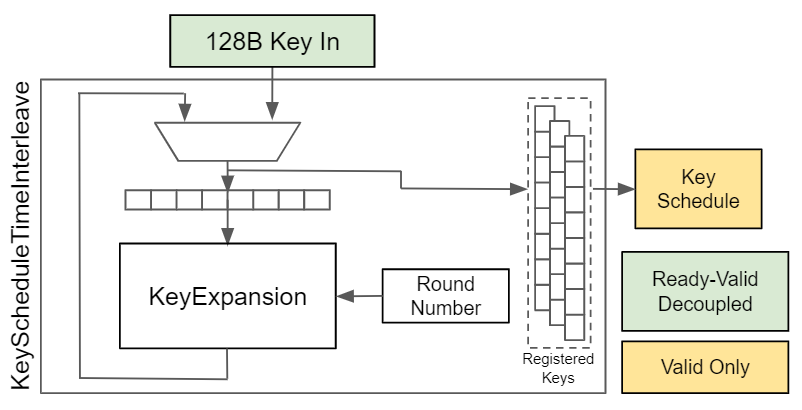 128B Key In
KeyScheduleTimeInterleave
Key
Schedule
KeyExpansion
Round
Number
Ready-Valid
Decoupled
Registered
Keys
Valid Only